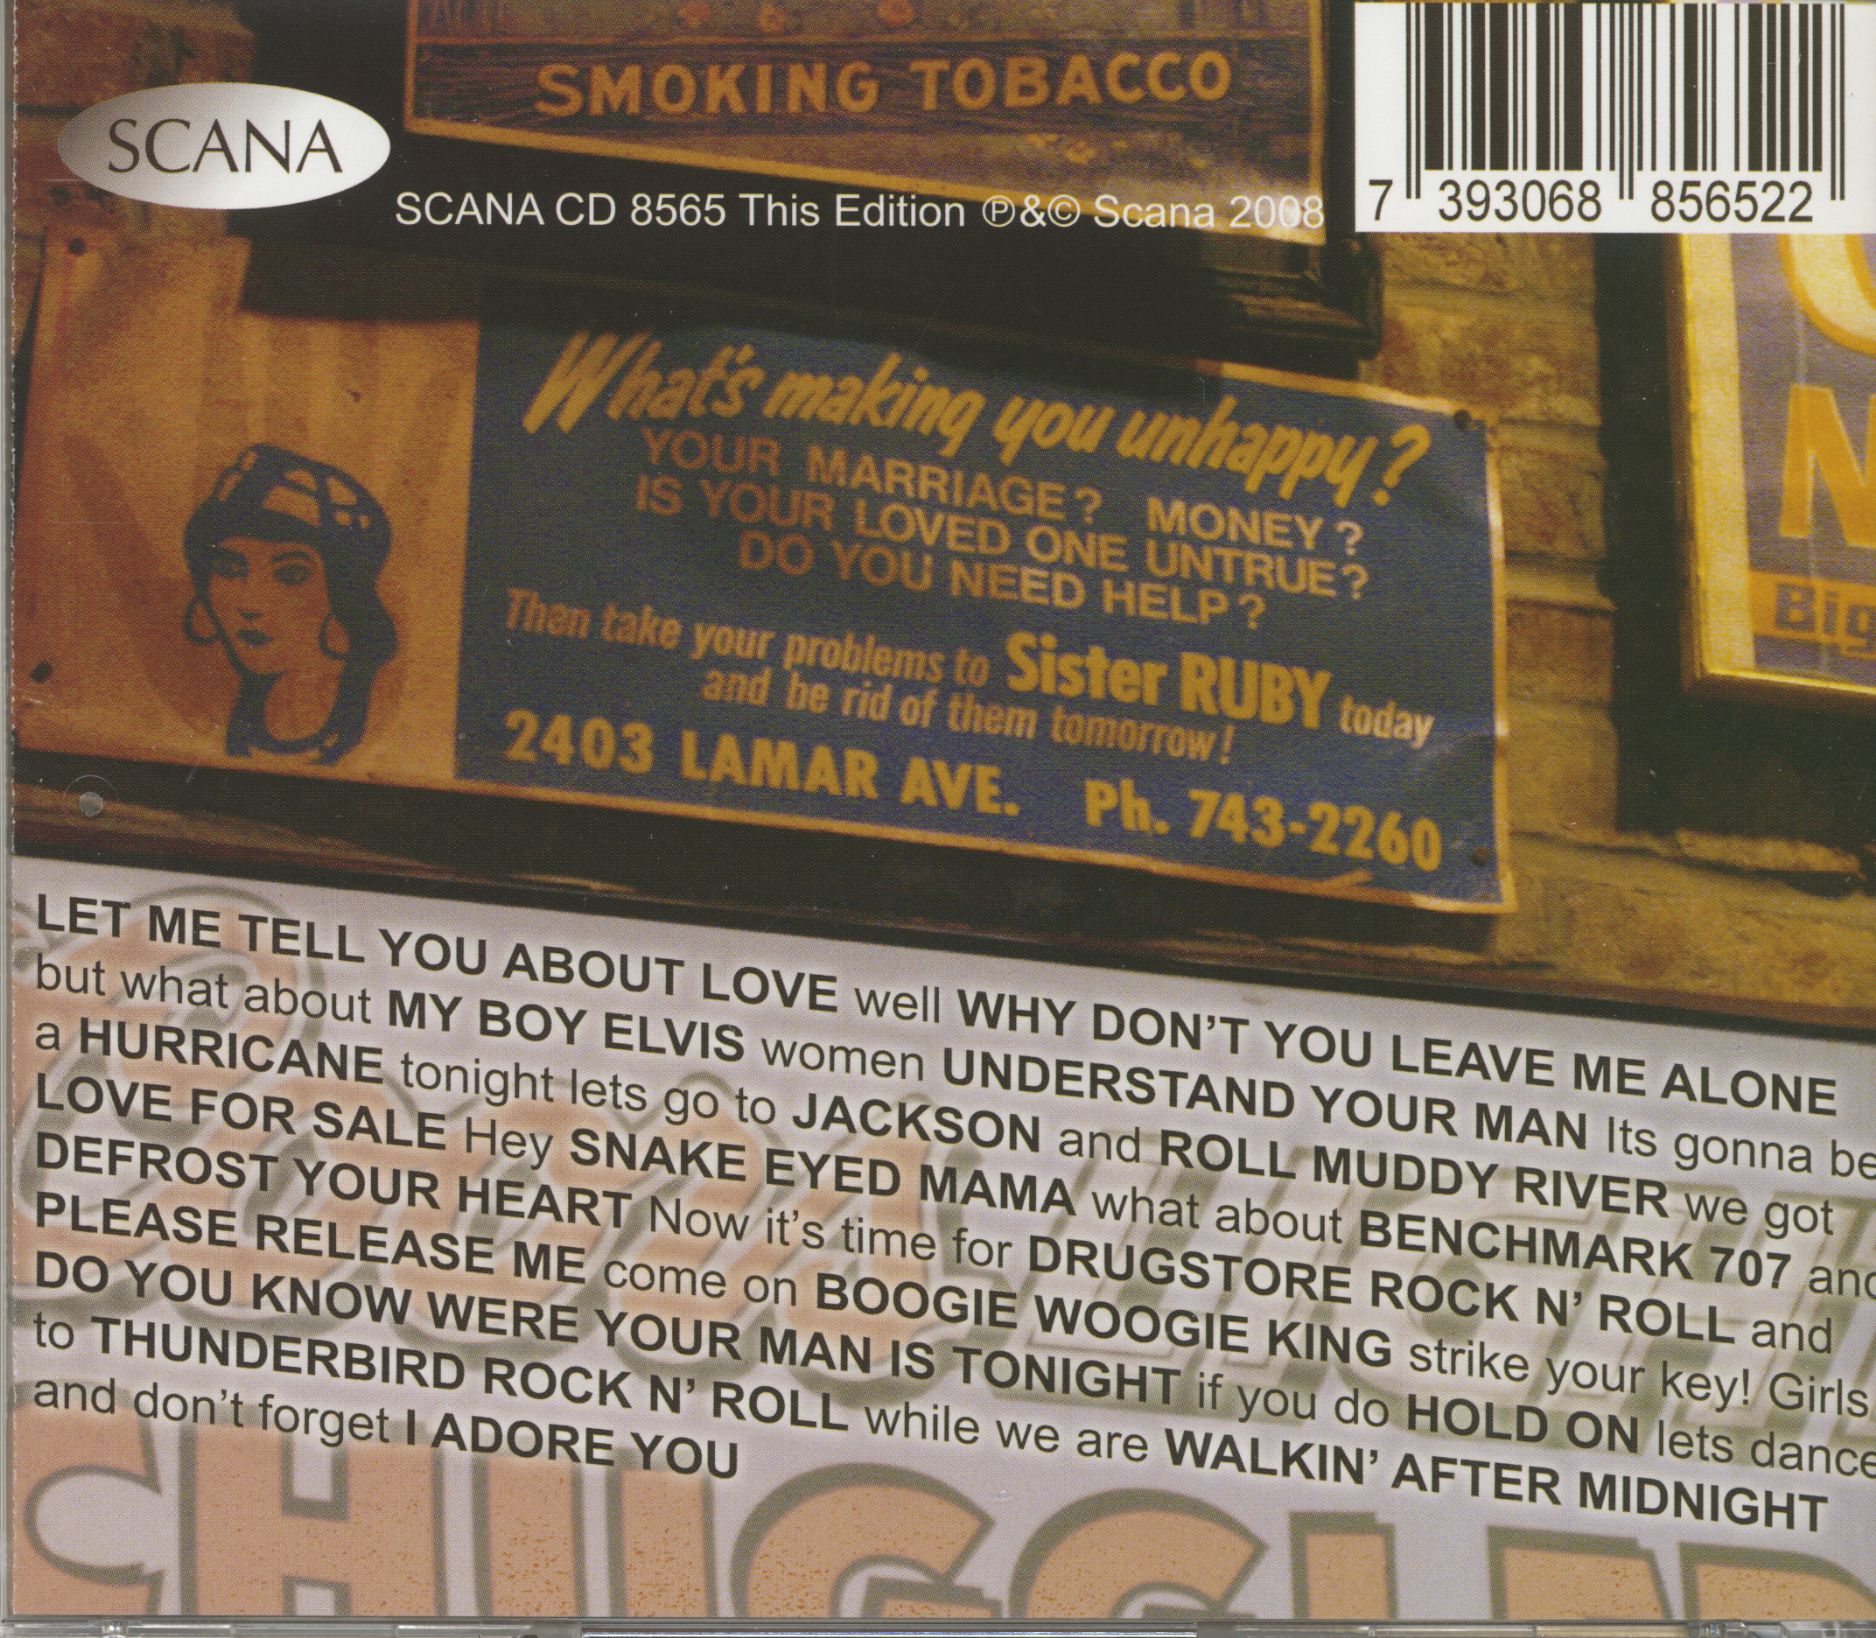 SMOKING TOBACCO
SCANA
SCANA CD 8565 This Edition ℗&© Scana 2008
7 393068 856522
What's making you unhappy?
YOUR MARRIAGE? MONEY?
IS YOUR LOVED ONE UNTRUE?
DO YOU NEED HELP?
Then take your problems to Sister RUBY today
and be rid of them tomorrow!
2403 LAMAR AVE. Ph. 743-2260
Big
LET ME TELL YOU ABOUT LOVE well WHY DON'T YOU LEAVE ME ALONE
but what about MY BOY ELVIS women UNDERSTAND YOUR MAN Its gonna be
a HURRICANE tonight lets go to JACKSON and ROLL MUDDY RIVER we got
LOVE FOR SALE Hey SNAKE EYED MAMA what about BENCHMARK 707 and
DEFROST YOUR HEART Now it's time for DRUGSTORE ROCK N' ROLL and
PLEASE RELEASE ME come on BOOGIE WOOGIE KING strike your key! Girls
DO YOU KNOW WERE YOUR MAN IS TONIGHT if you do HOLD ON lets dance
to THUNDERBIRD ROCK N' ROLL while we are WALKIN' AFTER MIDNIGHT
and don't forget I ADORE YOU